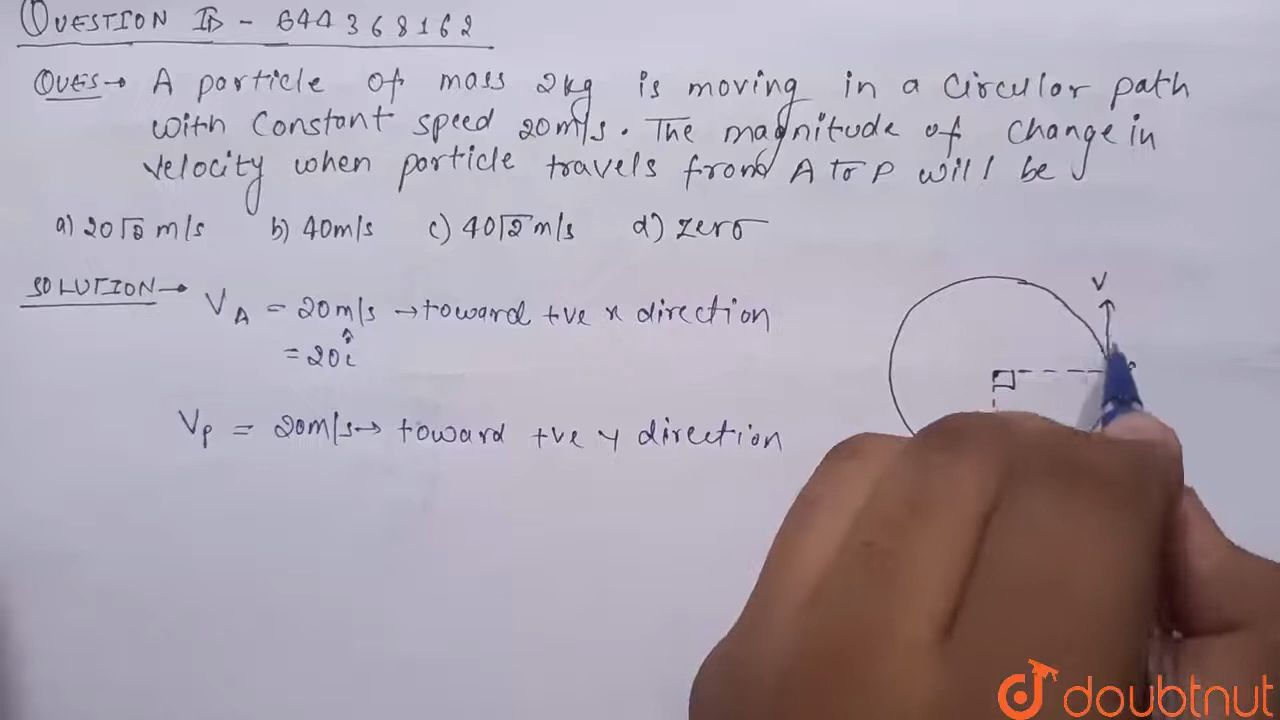 QUESTION ID - 644368162
QUES→ A particle of mass 2kg is moving in a circular path
with constant speed 20m/s. The magnitude of change in
velocity when particle travels from A to P will be
a) 20√2 m/s b) 40m/s c) 40√2 m/s d) zero
SOLUTION→ V_A = 20m/s → toward +ve x direction
= 20î
V_P = 20m/s → toward +ve y direction
V
doubtnut